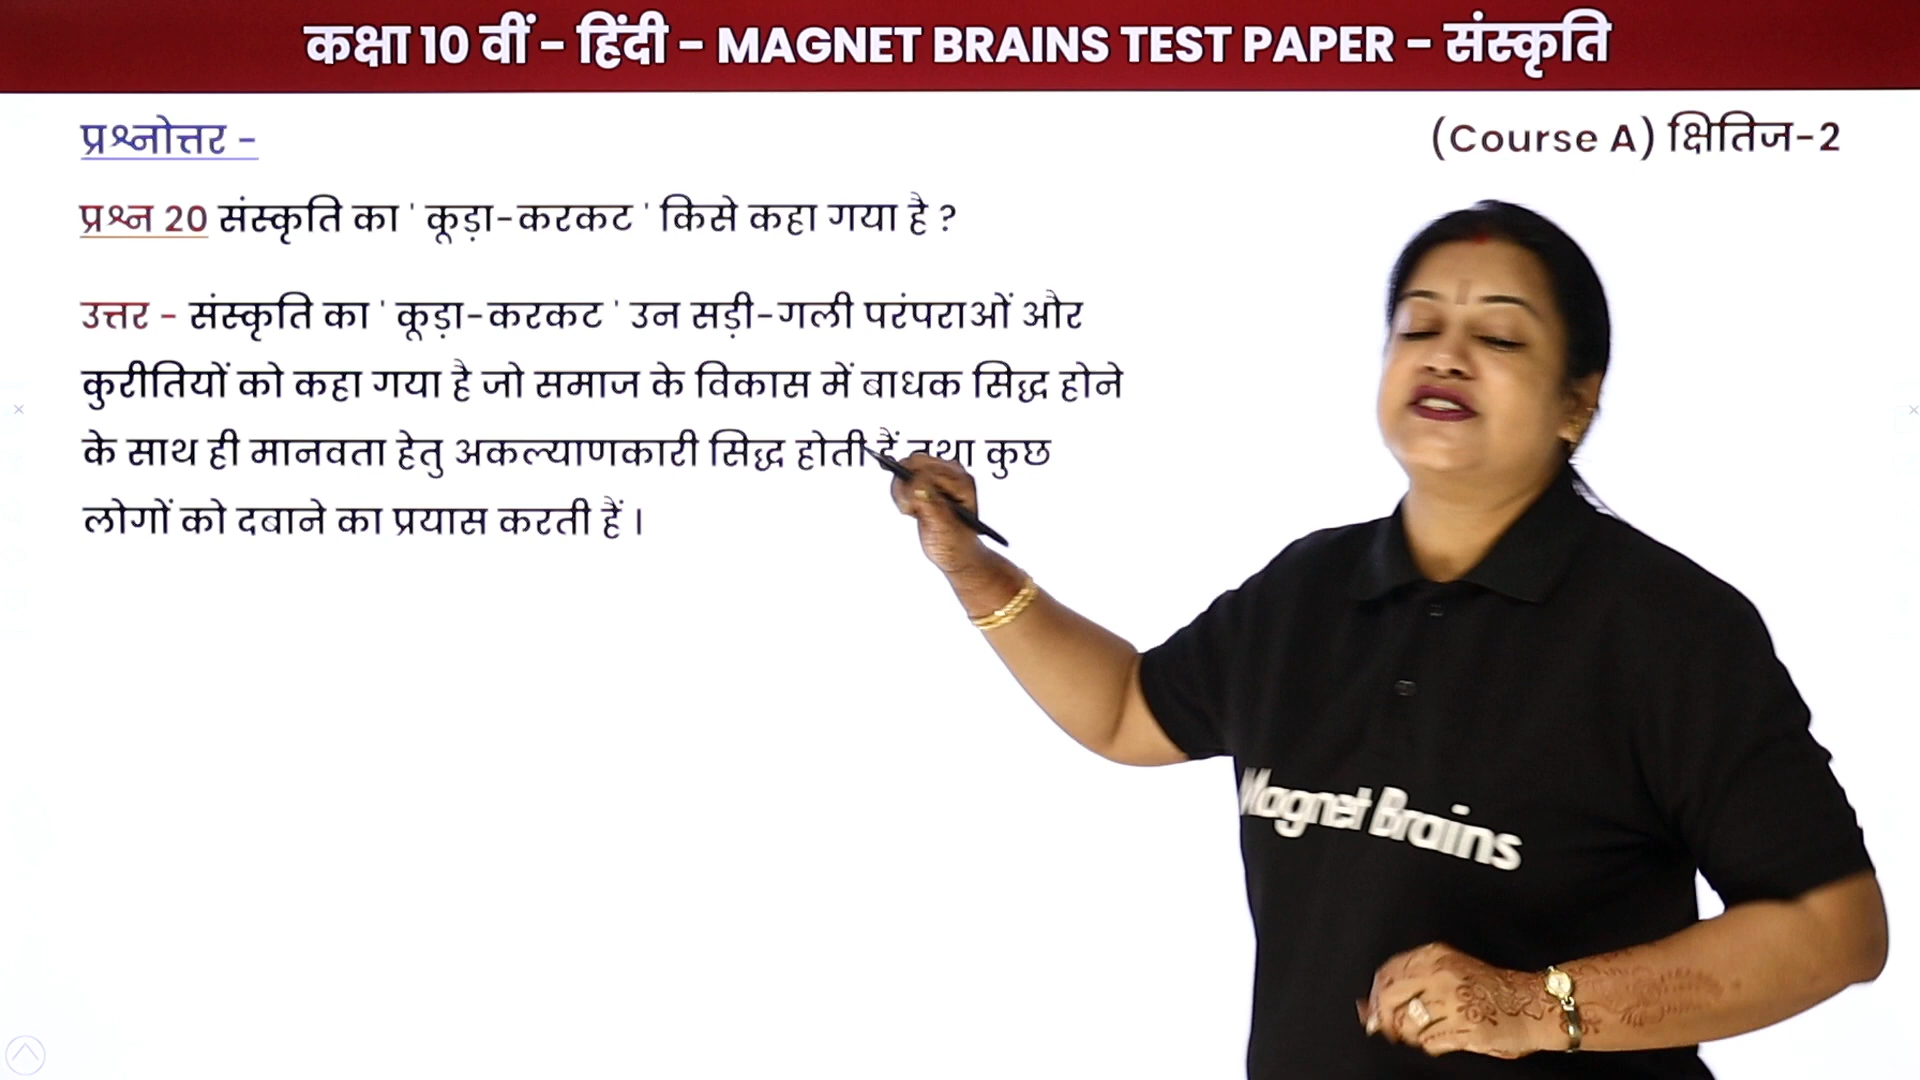 कक्षा 10 वीं - हिंदी - MAGNET BRAINS TEST PAPER - संस्कृति
प्रश्नोत्तर -
(Course A) क्षितिज-2
प्रश्न 20 संस्कृति का ' कूड़ा-करकट ' किसे कहा गया है ?
उत्तर - संस्कृति का ' कूड़ा-करकट ' उन सड़ी-गली परंपराओं और
कुरीतियों को कहा गया है जो समाज के विकास में बाधक सिद्ध होने
के साथ ही मानवता हेतु अकल्याणकारी सिद्ध होती हैं तथा कुछ
लोगों को दबाने का प्रयास करती हैं ।
Magnet Brains